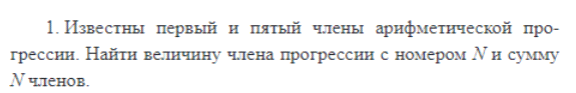 1. Известны первый и пятый члены арифметической про-
грессии. Найти величину члена прогрессии с номером N и сумму
N членов.